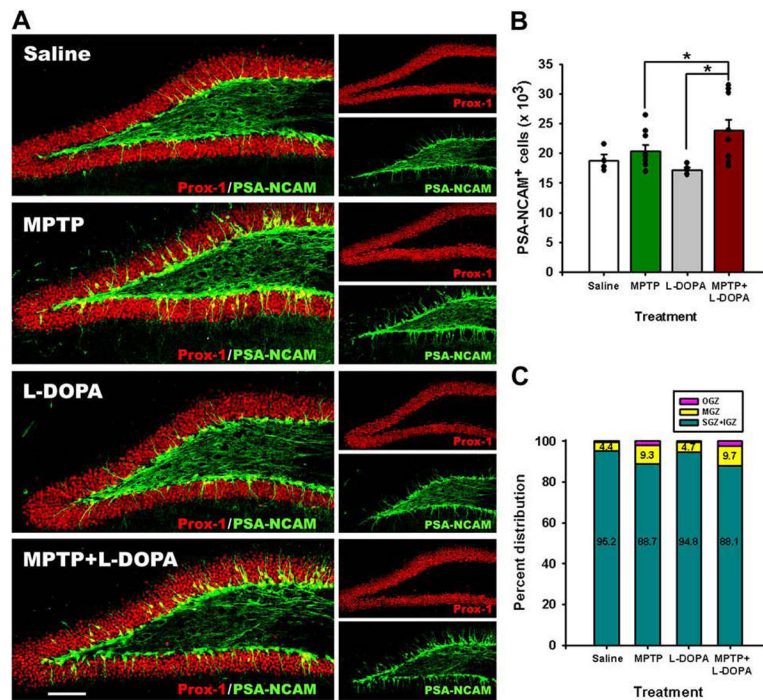 A
Saline
Prox-1/PSA-NCAM
Prox-1
PSA-NCAM
MPTP
Prox-1/PSA-NCAM
Prox-1
PSA-NCAM
L-DOPA
Prox-1/PSA-NCAM
Prox-1
PSA-NCAM
MPTP+L-DOPA
Prox-1/PSA-NCAM
Prox-1
PSA-NCAM
B
PSA-NCAM+ cells (x 10³)
35
30
25
20
15
10
5
0
*
*
Saline
MPTP
L-DOPA
MPTP+
L-DOPA
Treatment
C
OGZ
MGZ
SGZ+IGZ
Percent distribution
100
80
60
40
20
0
4.4
9.3
4.7
9.7
95.2
88.7
94.8
88.1
Saline
MPTP
L-DOPA
MPTP+
L-DOPA
Treatment